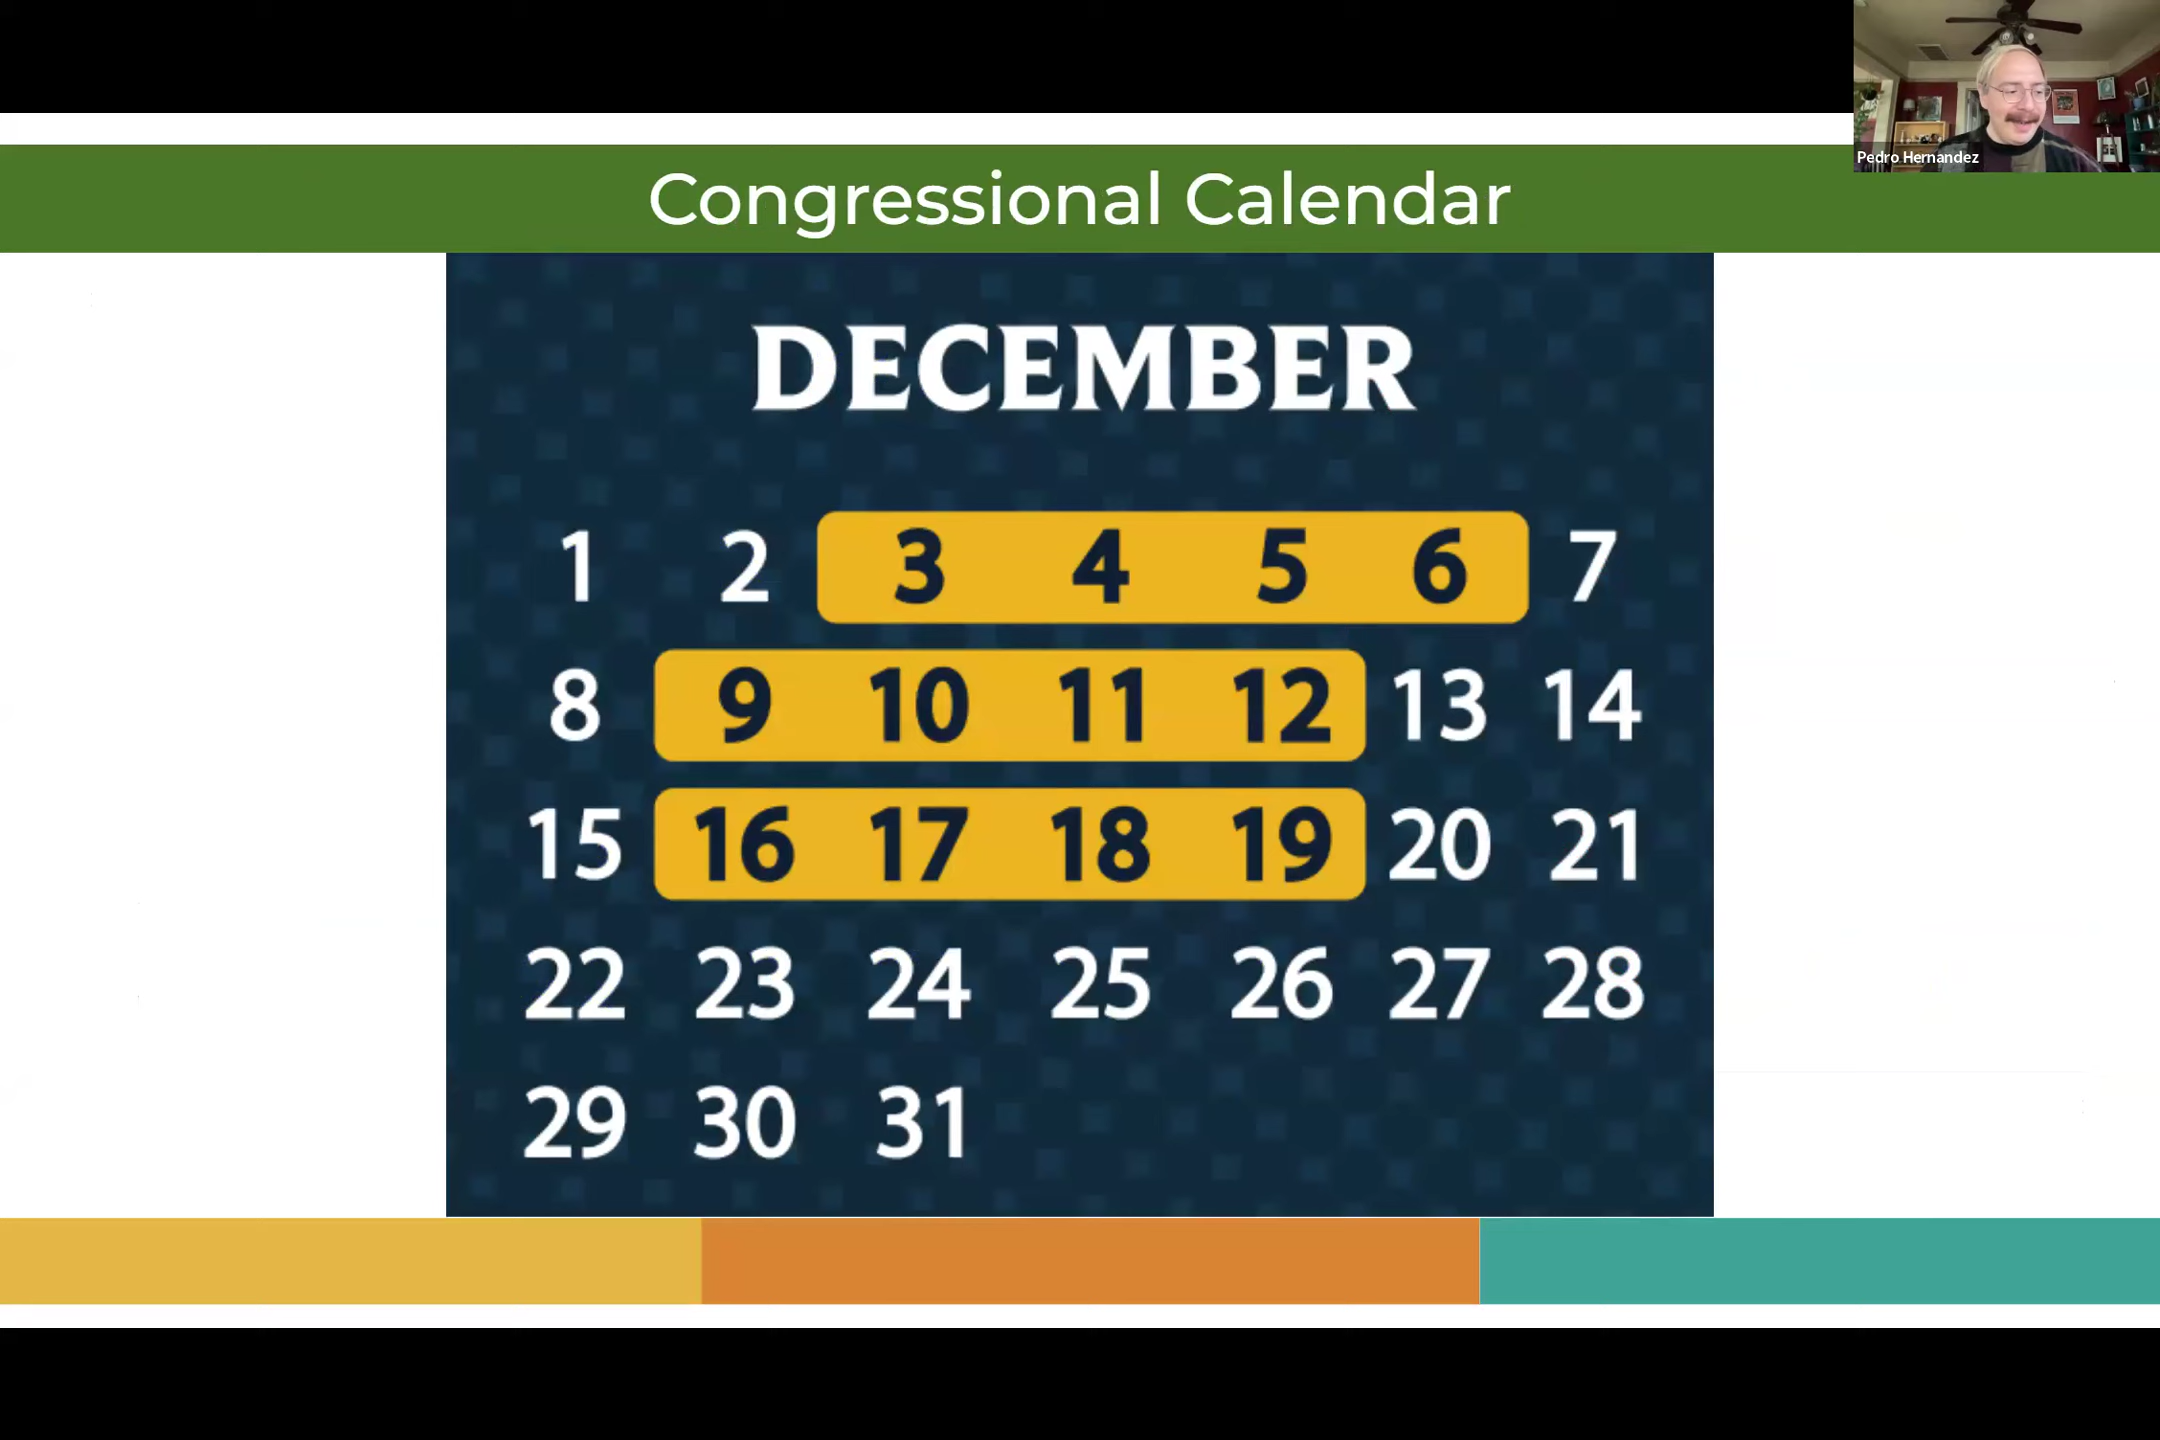 Pedro Hernandez
Congressional Calendar
DECEMBER
1 2 3 4 5 6 7
8 9 10 11 12 13 14
15 16 17 18 19 20 21
22 23 24 25 26 27 28
29 30 31